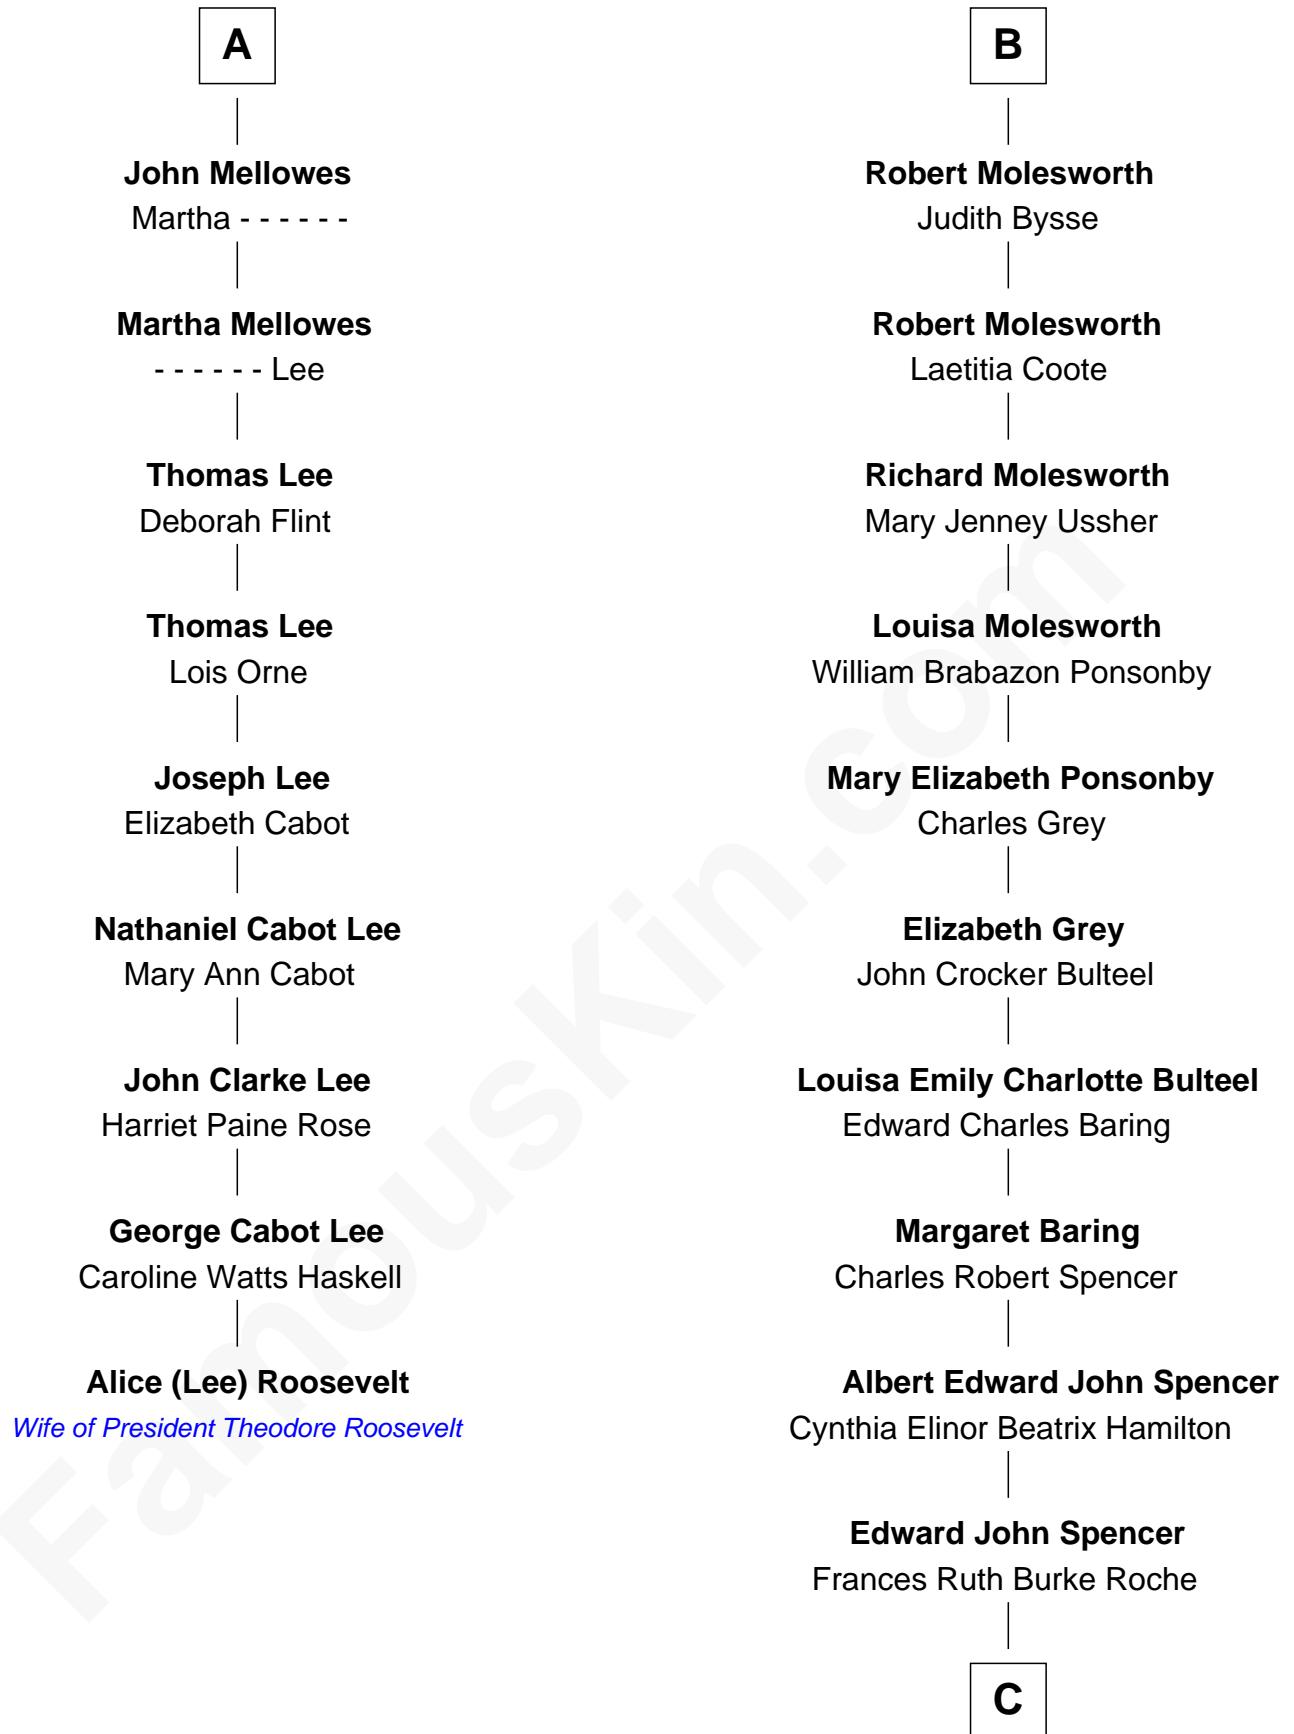 A
John Mellowes
Martha - - - - - -
Martha Mellowes
- - - - - - Lee
Thomas Lee
Deborah Flint
Thomas Lee
Lois Orne
Joseph Lee
Elizabeth Cabot
Nathaniel Cabot Lee
Mary Ann Cabot
John Clarke Lee
Harriet Paine Rose
George Cabot Lee
Caroline Watts Haskell
Alice (Lee) Roosevelt
Wife of President Theodore Roosevelt
B
Robert Molesworth
Judith Bysse
Robert Molesworth
Laetitia Coote
Richard Molesworth
Mary Jenney Ussher
Louisa Molesworth
William Brabazon Ponsonby
Mary Elizabeth Ponsonby
Charles Grey
Elizabeth Grey
John Crocker Bulteel
Louisa Emily Charlotte Bulteel
Edward Charles Baring
Margaret Baring
Charles Robert Spencer
Albert Edward John Spencer
Cynthia Elinor Beatrix Hamilton
Edward John Spencer
Frances Ruth Burke Roche
C
FamousKin.com